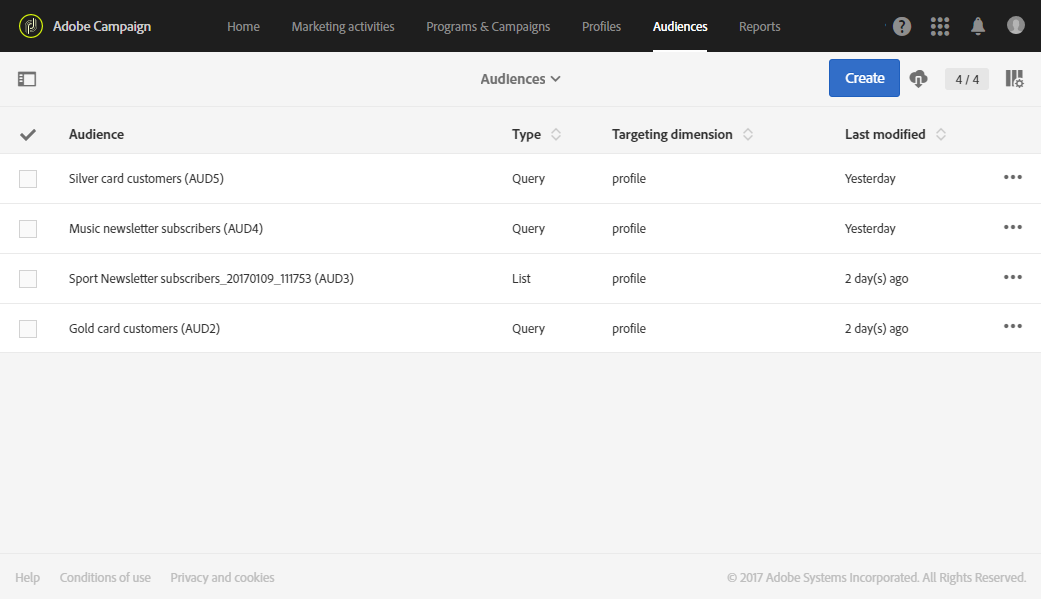 Adobe Campaign Home Marketing activities Programs & Campaigns Profiles Audiences Reports ?
Audiences Create 4 / 4
Audience Type Targeting dimension Last modified
Silver card customers (AUD5) Query profile Yesterday
Music newsletter subscribers (AUD4) Query profile Yesterday
Sport Newsletter subscribers_20170109_111753 (AUD3) List profile 2 day(s) ago
Gold card customers (AUD2) Query profile 2 day(s) ago
Help Conditions of use Privacy and cookies © 2017 Adobe Systems Incorporated. All Rights Reserved.